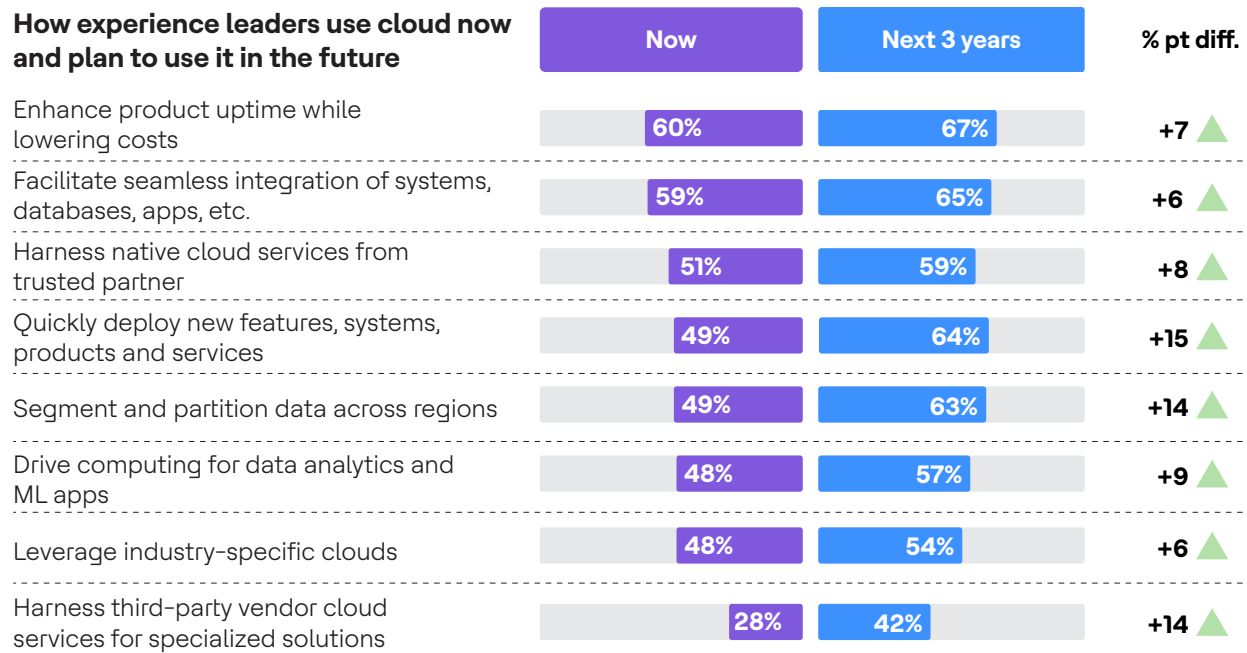 How experience leaders use cloud now
and plan to use it in the future
Now
Next 3 years
% pt diff.
Enhance product uptime while
lowering costs
60%
67%
+7
Facilitate seamless integration of systems,
databases, apps, etc.
59%
65%
+6
Harness native cloud services from
trusted partner
51%
59%
+8
Quickly deploy new features, systems,
products and services
49%
64%
+15
Segment and partition data across regions
49%
63%
+14
Drive computing for data analytics and
ML apps
48%
57%
+9
Leverage industry-specific clouds
48%
54%
+6
Harness third-party vendor cloud
services for specialized solutions
28%
42%
+14